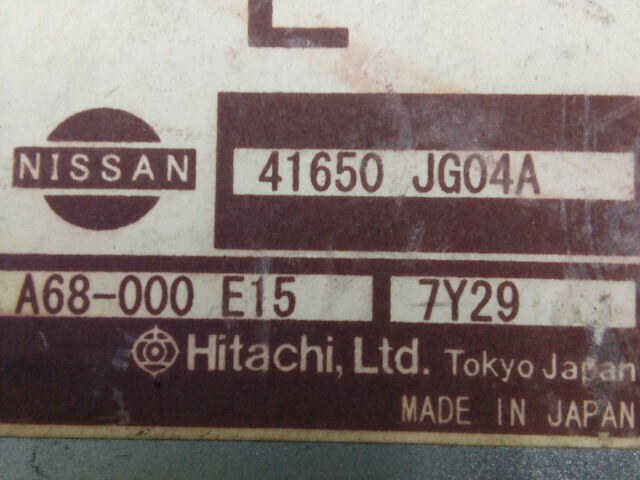 NISSAN
41650 JG04A
A68-000 E15 7Y29
Hitachi, Ltd. Tokyo Japan
MADE IN JAPAN